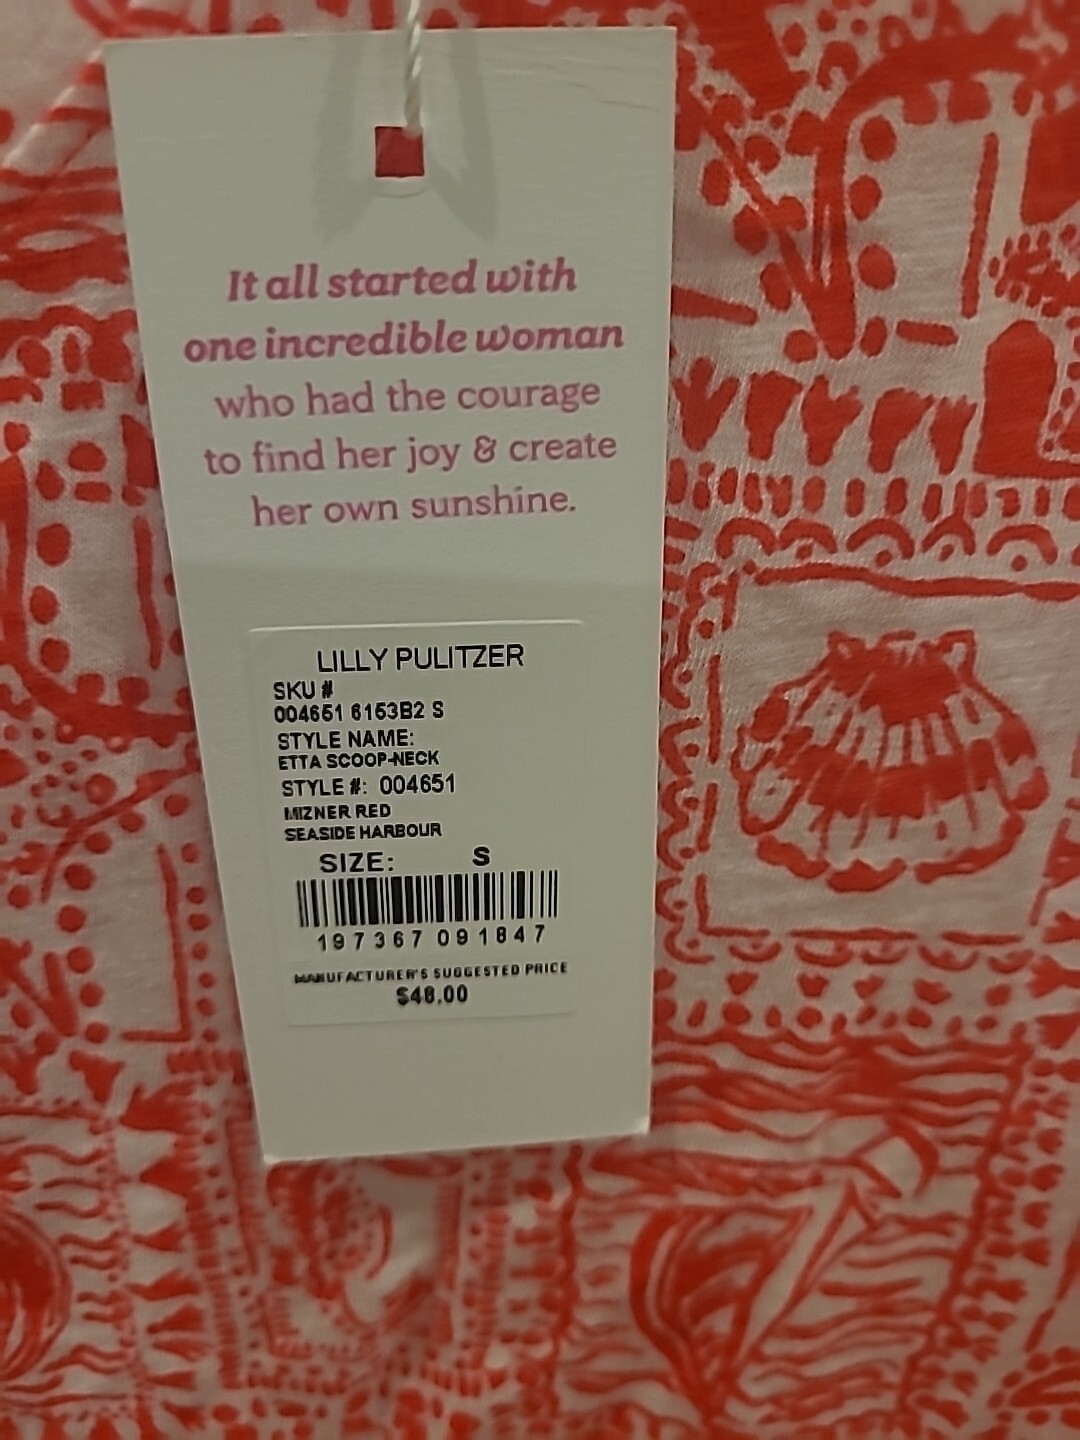 It all started with
one incredible woman
who had the courage
to find her joy & create
her own sunshine.
LILLY PULITZER
SKU #
004651 6153B2 S
STYLE NAME:
ETTA SCOOP-NECK
STYLE #: 004651
MIZNER RED
SEASIDE HARBOUR
SIZE: S
197367 091847
MANUFACTURER'S SUGGESTED PRICE
$48.00